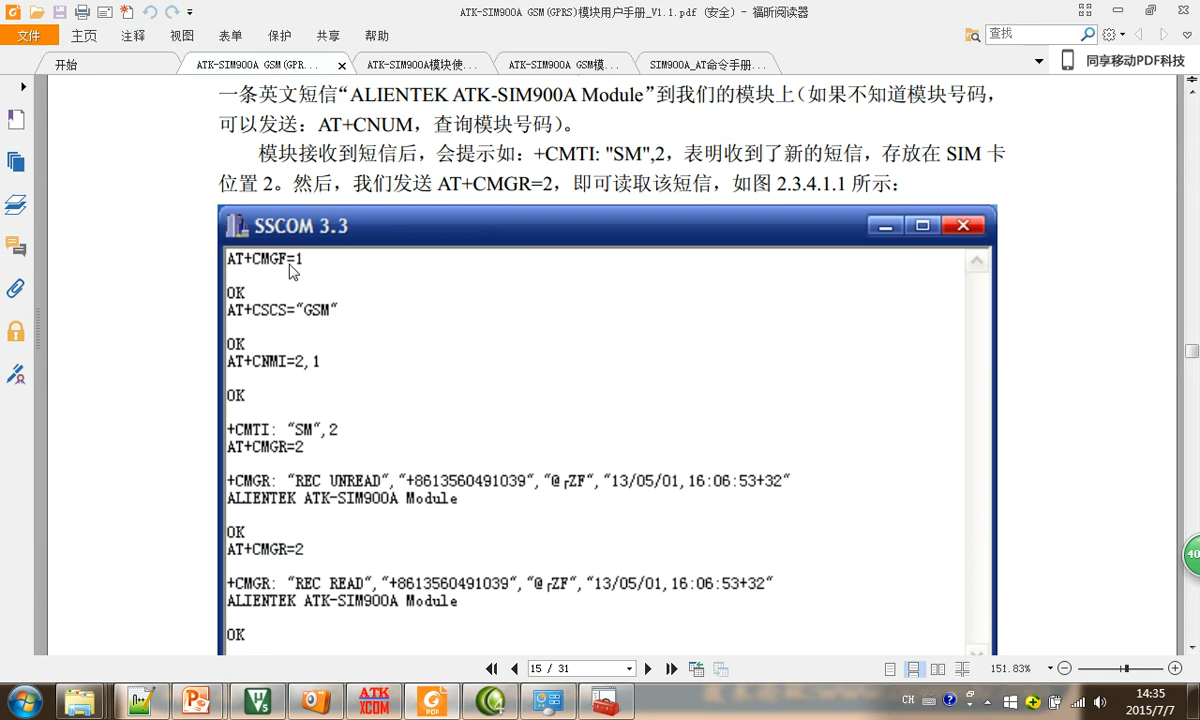 ATK-SIM900A GSM(GPRS)模块用户手册_V1.1.pdf (安全) - 福昕阅读器
文件 主页 注释 视图 表单 保护 共享 帮助 查找
开始 ATK-SIM900A GSM(GPR... ATK-SIM900A模块使... ATK-SIM900A GSM模... SIM900A_AT命令手册... 同享移动PDF科技
一条英文短信“ALIENTEK ATK-SIM900A Module”到我们的模块上（如果不知道模块号码，
可以发送：AT+CNUM，查询模块号码）。
模块接收到短信后，会提示如：+CMTI: "SM",2，表明收到了新的短信，存放在 SIM 卡
位置 2。然后，我们发送 AT+CMGR=2，即可读取该短信，如图 2.3.4.1.1 所示：
SSCOM 3.3
AT+CMGF=1
OK
AT+CSCS="GSM"
OK
AT+CNMI=2,1
OK
+CMTI: "SM",2
AT+CMGR=2
+CMGR: "REC UNREAD","+8613560491039","@┌ZF","13/05/01,16:06:53+32"
ALIENTEK ATK-SIM900A Module
OK
AT+CMGR=2
+CMGR: "REC READ","+8613560491039","@┌ZF","13/05/01,16:06:53+32"
ALIENTEK ATK-SIM900A Module
OK
40
15 / 31 151.83%
ATK
XCOM
PDF
CH
14:35
2015/7/7